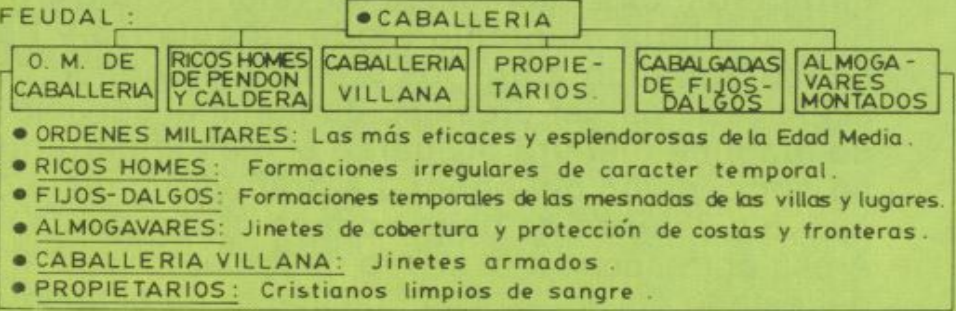 FEUDAL:
• CABALLERIA
O. M. DE
CABALLERIA
RICOS HOMES
DE PENDON
Y CALDERA
CABALLERIA
VILLANA
PROPIE-
TARIOS.
CABALGADAS
DE FIJOS-
DALGOS
ALMOGA-
VARES
MONTADOS
• ORDENES MILITARES: Las más eficaces y esplendorosas de la Edad Media.
• RICOS HOMES: Formaciones irregulares de caracter temporal.
• FIJOS-DALGOS: Formaciones temporales de las mesnadas de las villas y lugares.
• ALMOGAVARES: Jinetes de cobertura y protección de costas y fronteras.
• CABALLERIA VILLANA: Jinetes armados.
• PROPIETARIOS: Cristianos limpios de sangre.